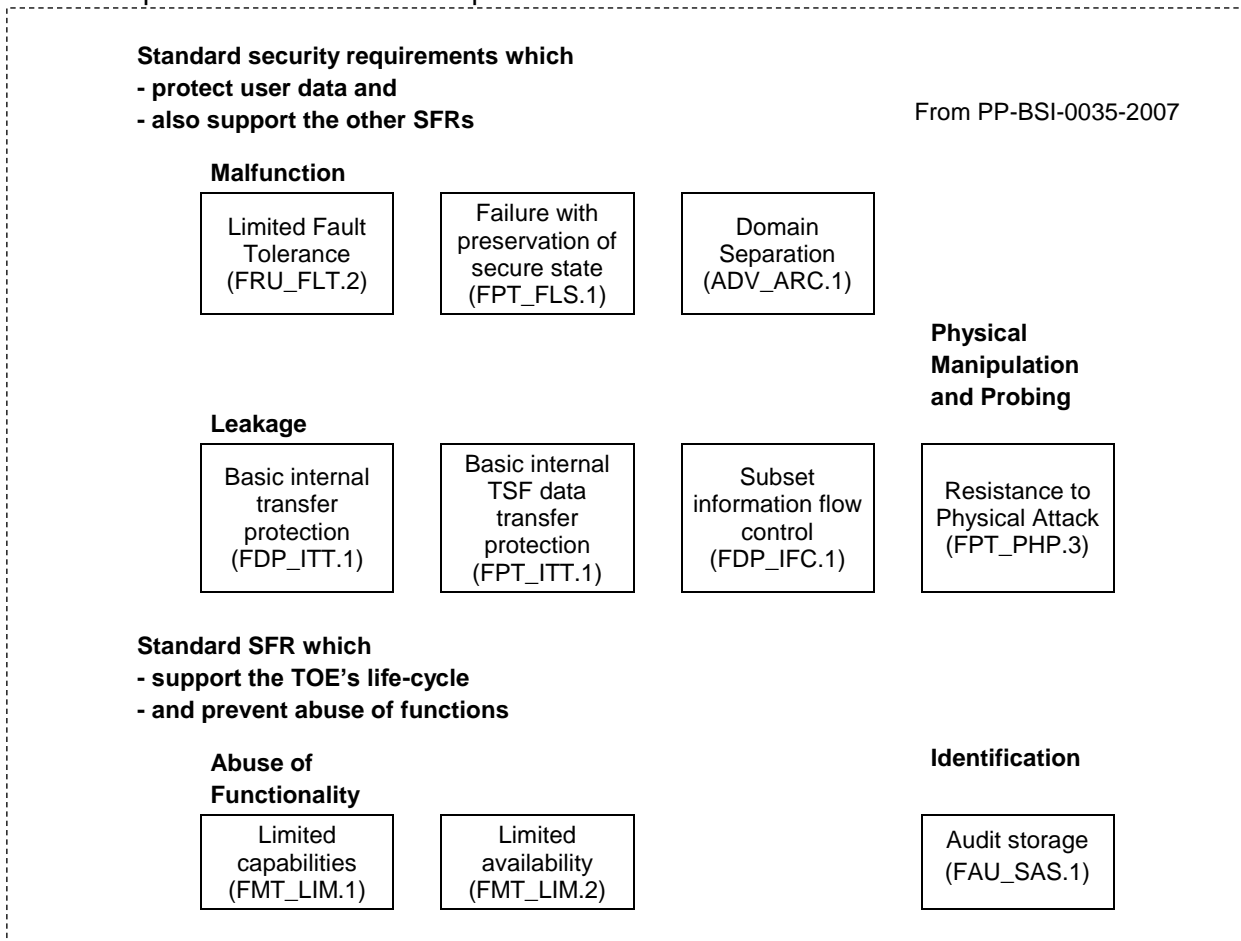 Standard security requirements which
- protect user data and
- also support the other SFRs
From PP-BSI-0035-2007
Malfunction
Limited Fault
Tolerance
(FRU_FLT.2)
Failure with
preservation of
secure state
(FPT_FLS.1)
Domain
Separation
(ADV_ARC.1)
Physical
Manipulation
and Probing
Leakage
Basic internal
transfer
protection
(FDP_ITT.1)
Basic internal
TSF data
transfer
protection
(FPT_ITT.1)
Subset
information flow
control
(FDP_IFC.1)
Resistance to
Physical Attack
(FPT_PHP.3)
Standard SFR which
- support the TOE’s life-cycle
- and prevent abuse of functions
Abuse of
Functionality
Identification
Limited
capabilities
(FMT_LIM.1)
Limited
availability
(FMT_LIM.2)
Audit storage
(FAU_SAS.1)